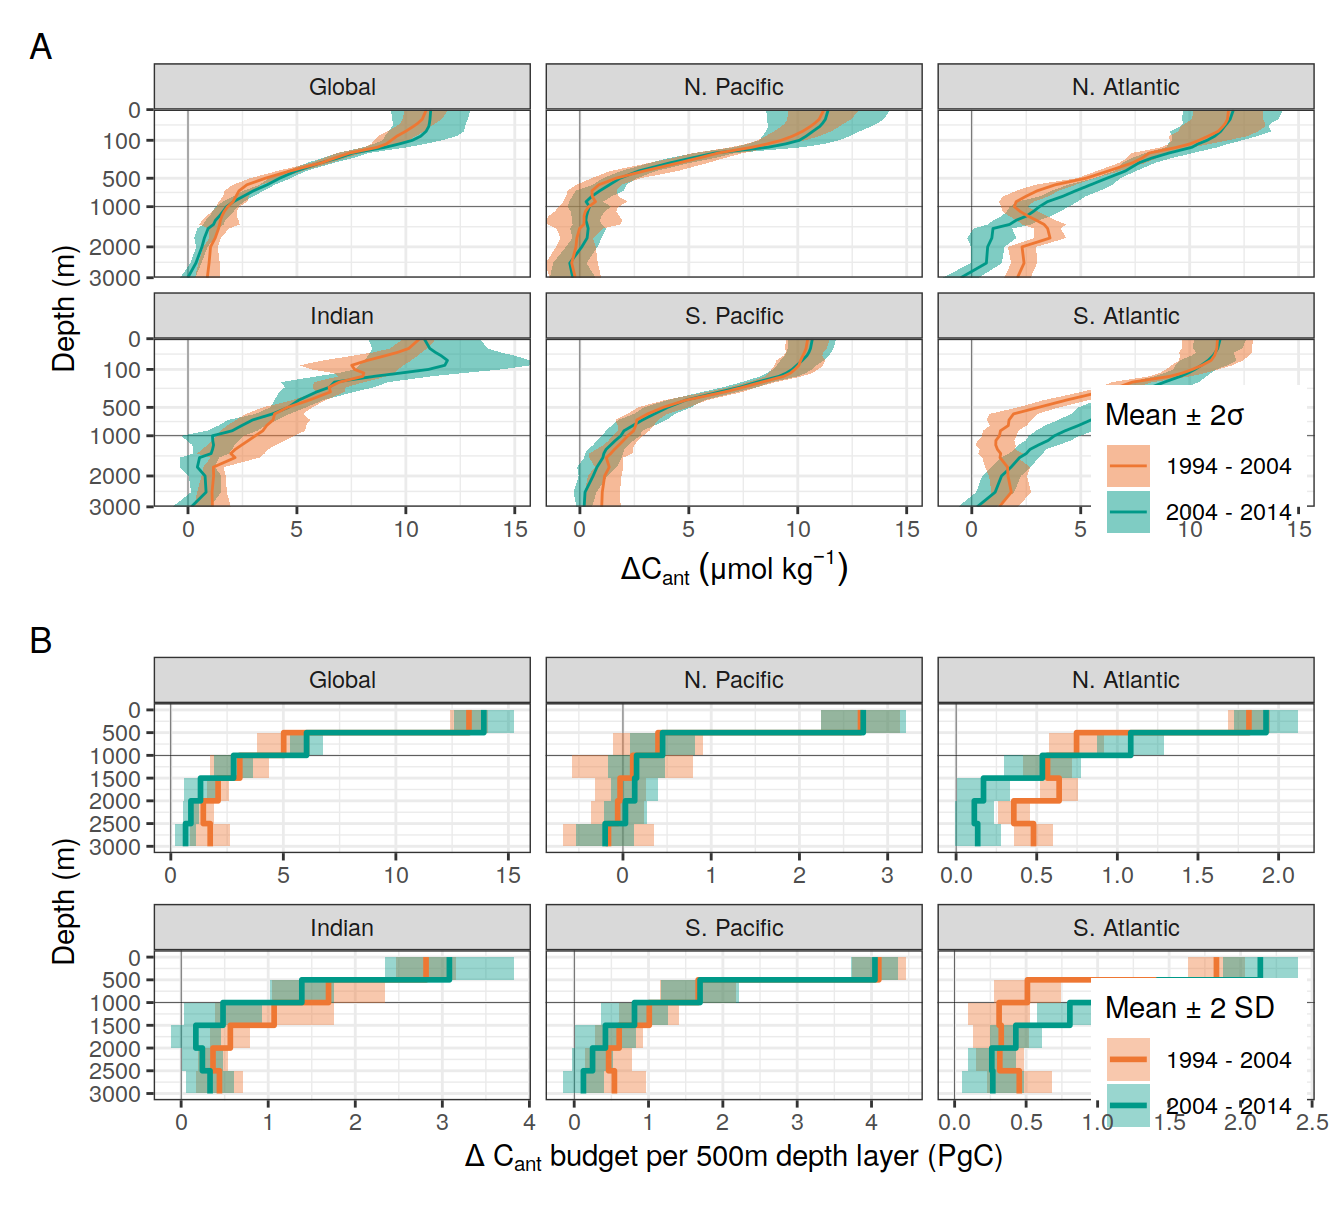 A
Global N. Pacific N. Atlantic
0
100
500
1000
2000
3000
Indian S. Pacific S. Atlantic
0
100
500
1000
2000
3000
Depth (m)
Mean ± 2σ
1994 - 2004
2004 - 2014
0 5 10 15 0 5 10 15 0 5 10 15
ΔCant (μmol kg−1)
B
Global N. Pacific N. Atlantic
0
500
1000
1500
2000
2500
3000
0 5 10 15 0 1 2 3 0.0 0.5 1.0 1.5 2.0
Indian S. Pacific S. Atlantic
0
500
1000
1500
2000
2500
3000
Depth (m)
Mean ± 2 SD
1994 - 2004
2004 - 2014
0 1 2 3 4 0 1 2 3 4 0.0 0.5 1.0 1.5 2.0 2.5
Δ Cant budget per 500m depth layer (PgC)